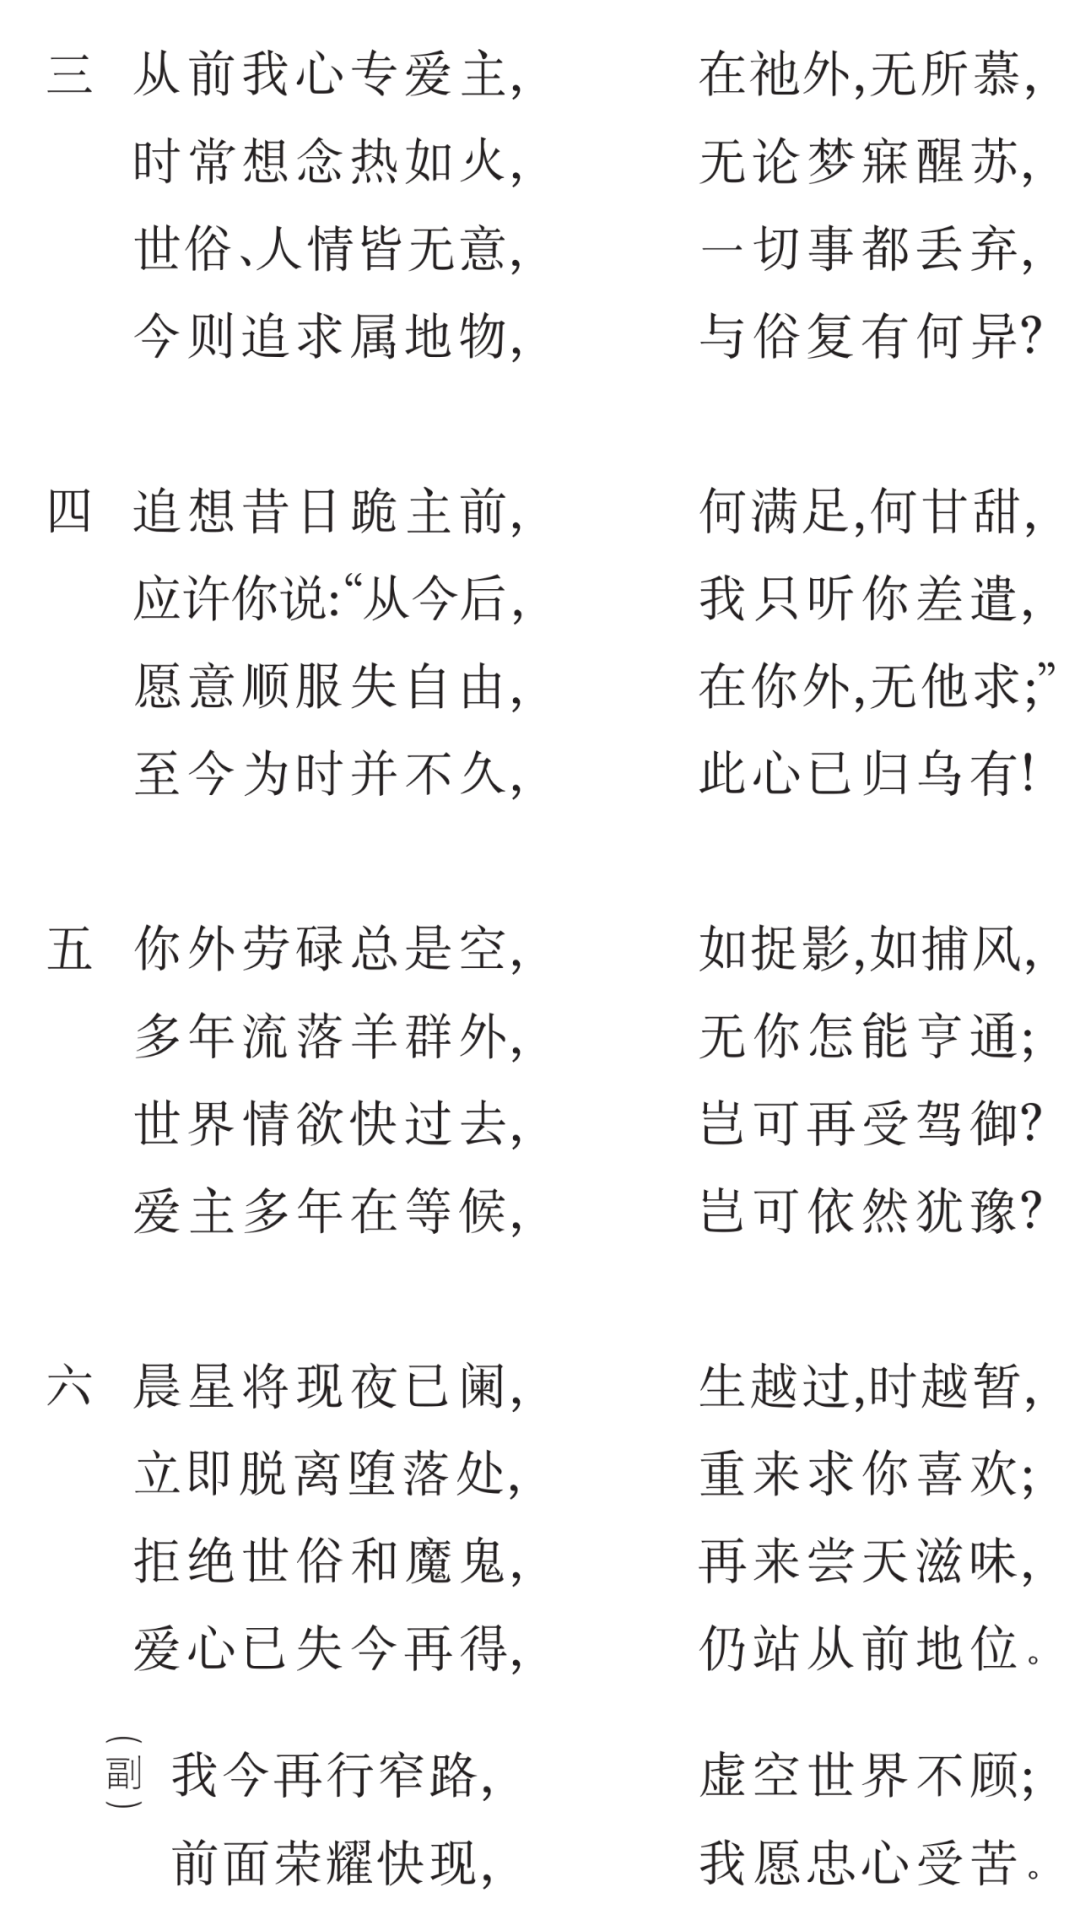 三 从前我心专爱主, 在祂外,无所慕,
时常想念热如火, 无论梦寐醒苏,
世俗、人情皆无意, 一切事都丢弃,
今则追求属地物, 与俗复有何异?
四 追想昔日跪主前, 何满足,何甘甜,
应许你说:“从今后, 我只听你差遣,
愿意顺服失自由, 在你外,无他求;”
至今为时并不久, 此心已归乌有!
五 你外劳碌总是空, 如捉影,如捕风,
多年流落羊群外, 无你怎能亨通;
世界情欲快过去, 岂可再受驾御?
爱主多年在等候, 岂可依然犹豫?
六 晨星将现夜已阑, 生越过,时越暂,
立即脱离堕落处, 重来求你喜欢;
拒绝世俗和魔鬼, 再来尝天滋味,
爱心已失今再得, 仍站从前地位。
(副) 我今再行窄路, 虚空世界不顾;
前面荣耀快现, 我愿忠心受苦。